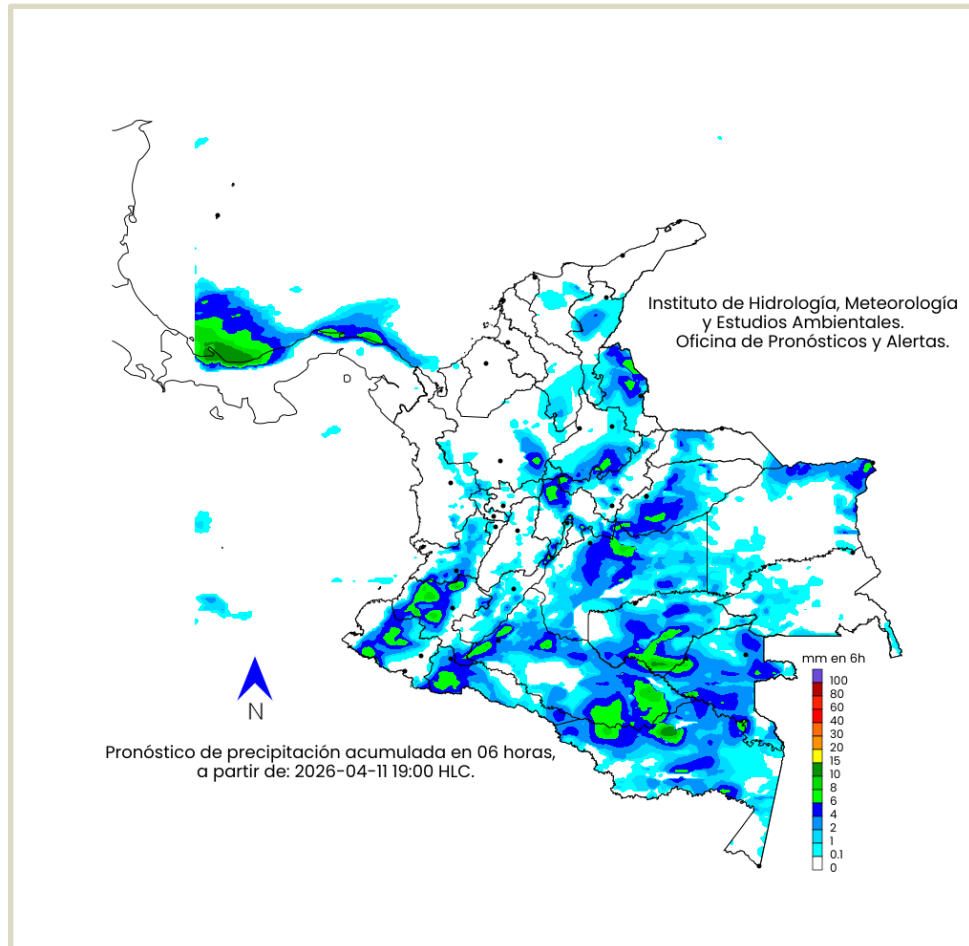 Instituto de Hidrología, Meteorología
y Estudios Ambientales.
Oficina de Pronósticos y Alertas.
mm en 6h
100
80
60
40
30
20
15
10
8
6
4
2
1
0.1
0
N
Pronóstico de precipitación acumulada en 06 horas,
a partir de: 2026-04-11 19:00 HLC.